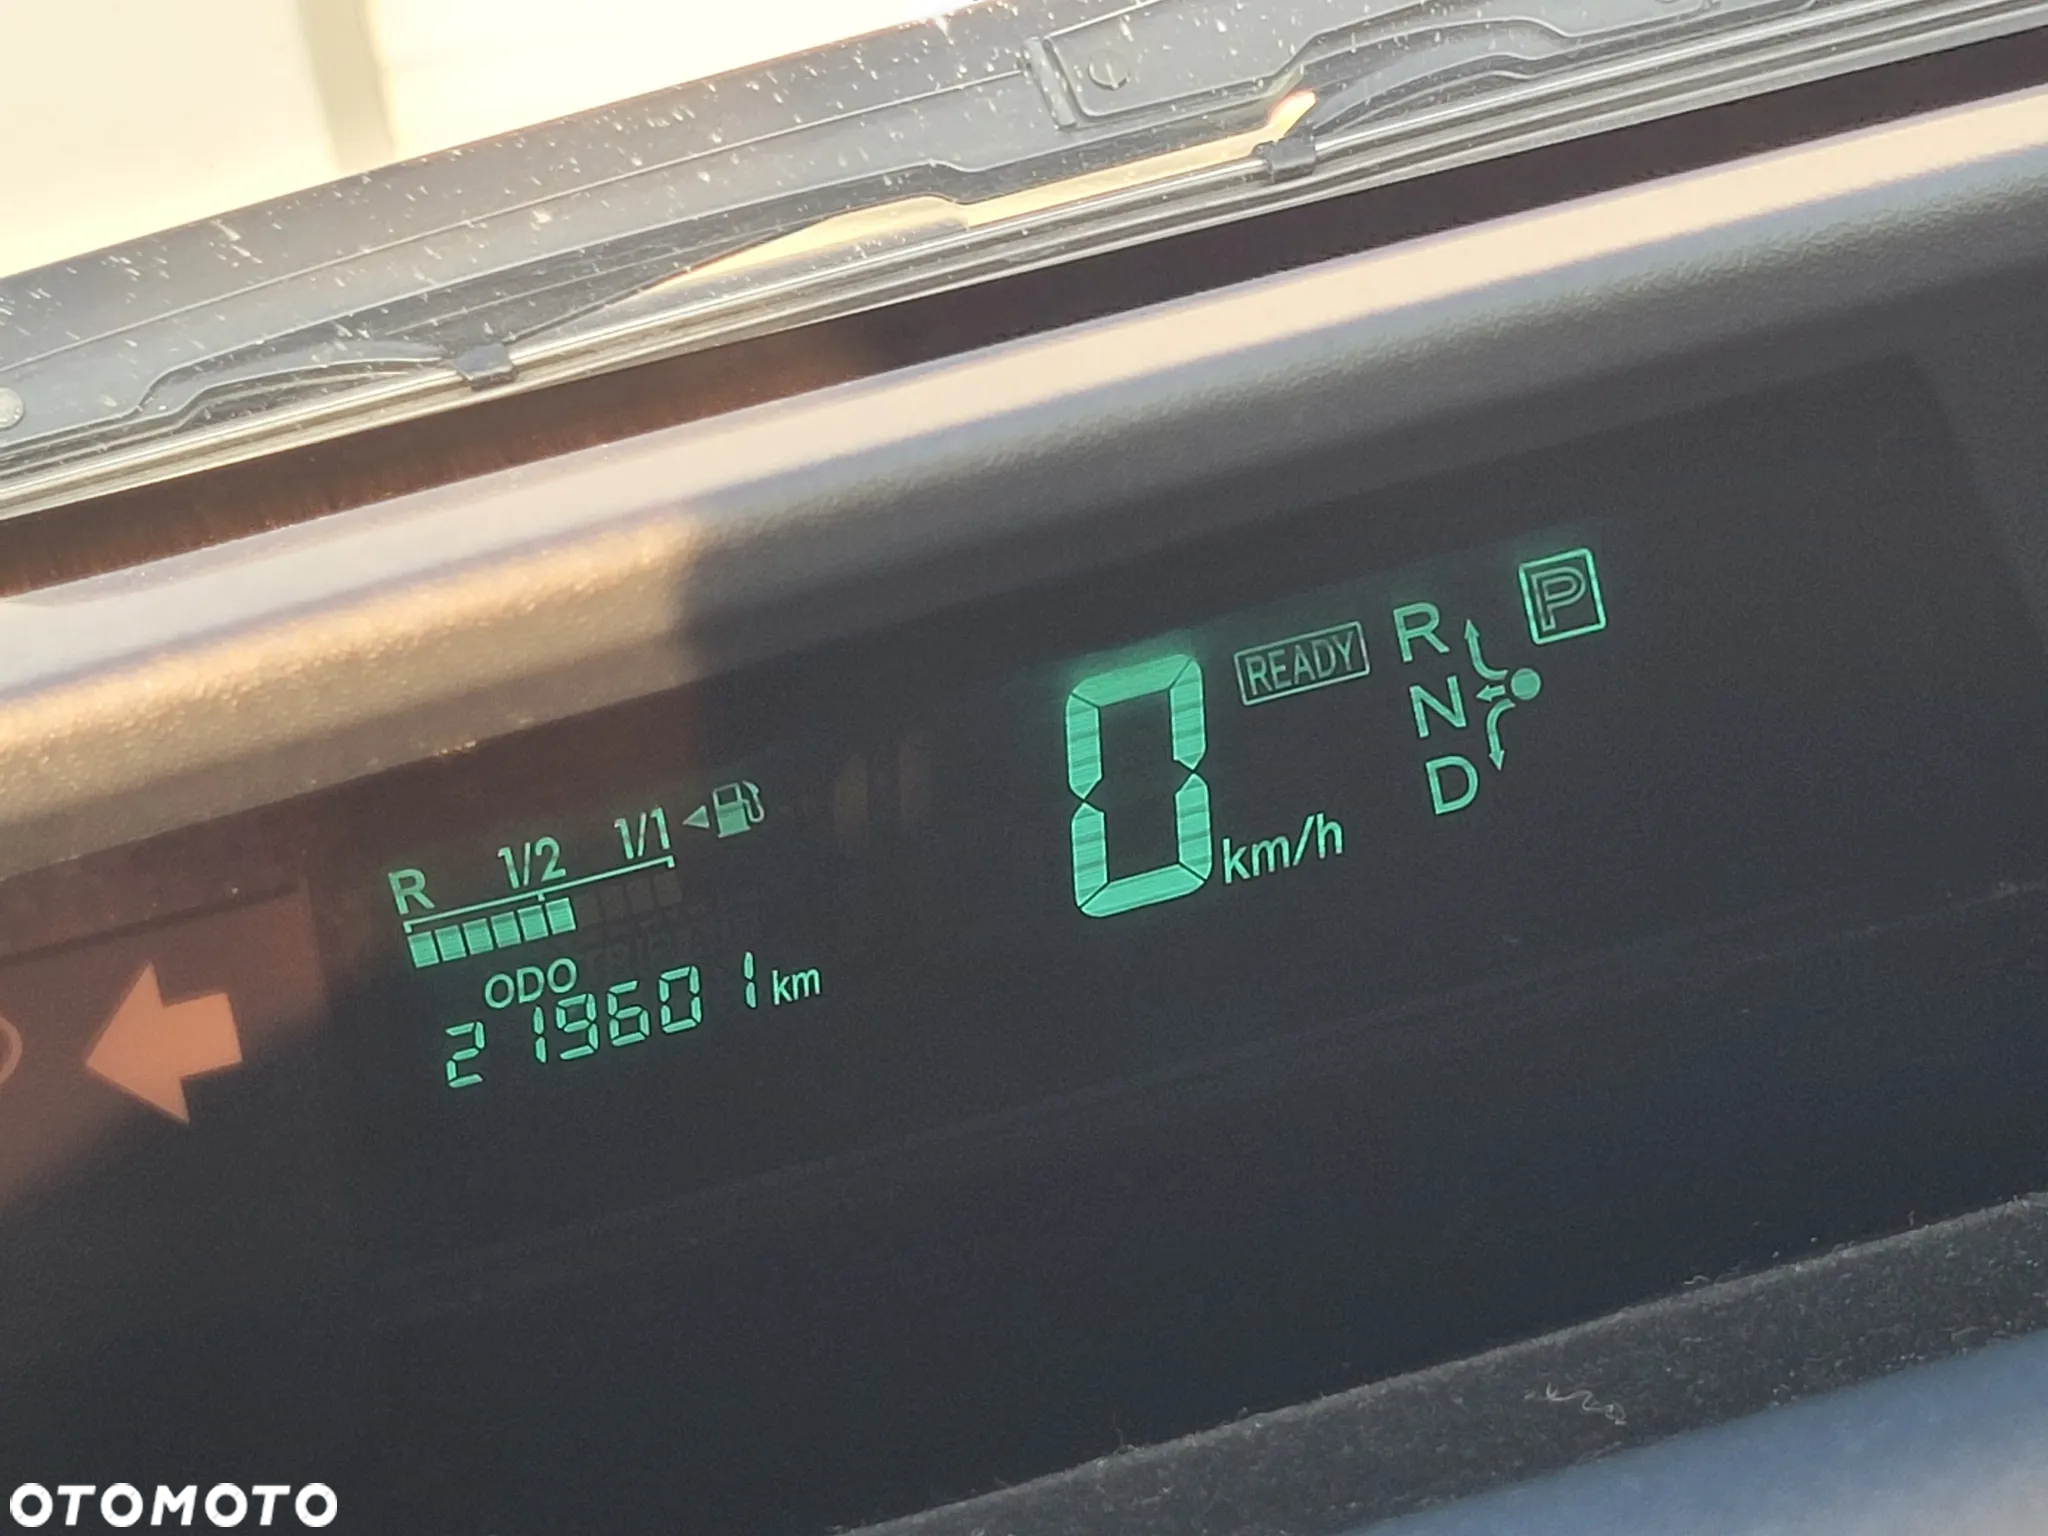 READY R P
N
D
0 km/h
R 1/2 1/1
ODO
219601 km
OTOMOTO